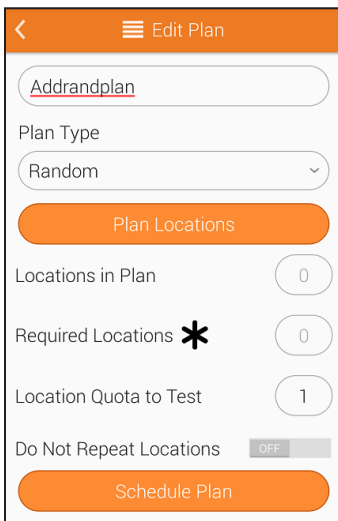 Edit Plan
Addrandplan
Plan Type
Random
Plan Locations
Locations in Plan 0
Required Locations * 0
Location Quota to Test 1
Do Not Repeat Locations OFF
Schedule Plan